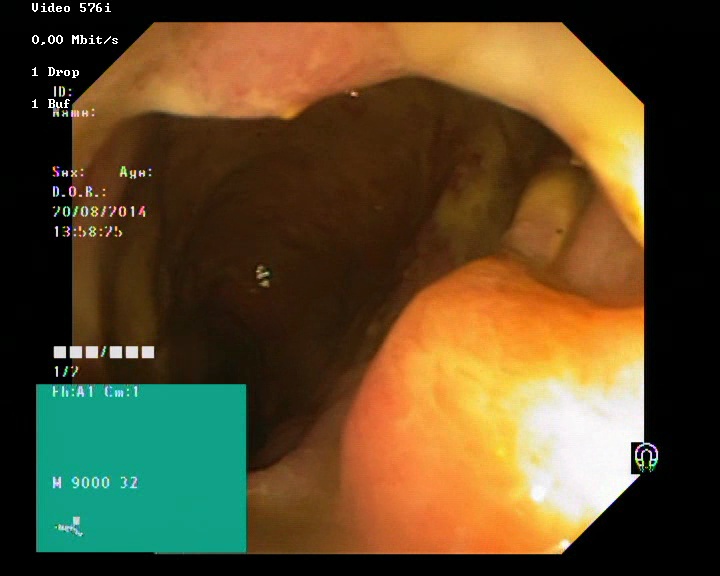 Video 576i
0,00 Mbit/s
1 Drop
ID:
1 Buf
Name:
Sex: Age:
D.O.B.:
20/08/2014
13:58:25
■■■/■■■
1/2
Eh:A1 Cm:1
M 9000 32